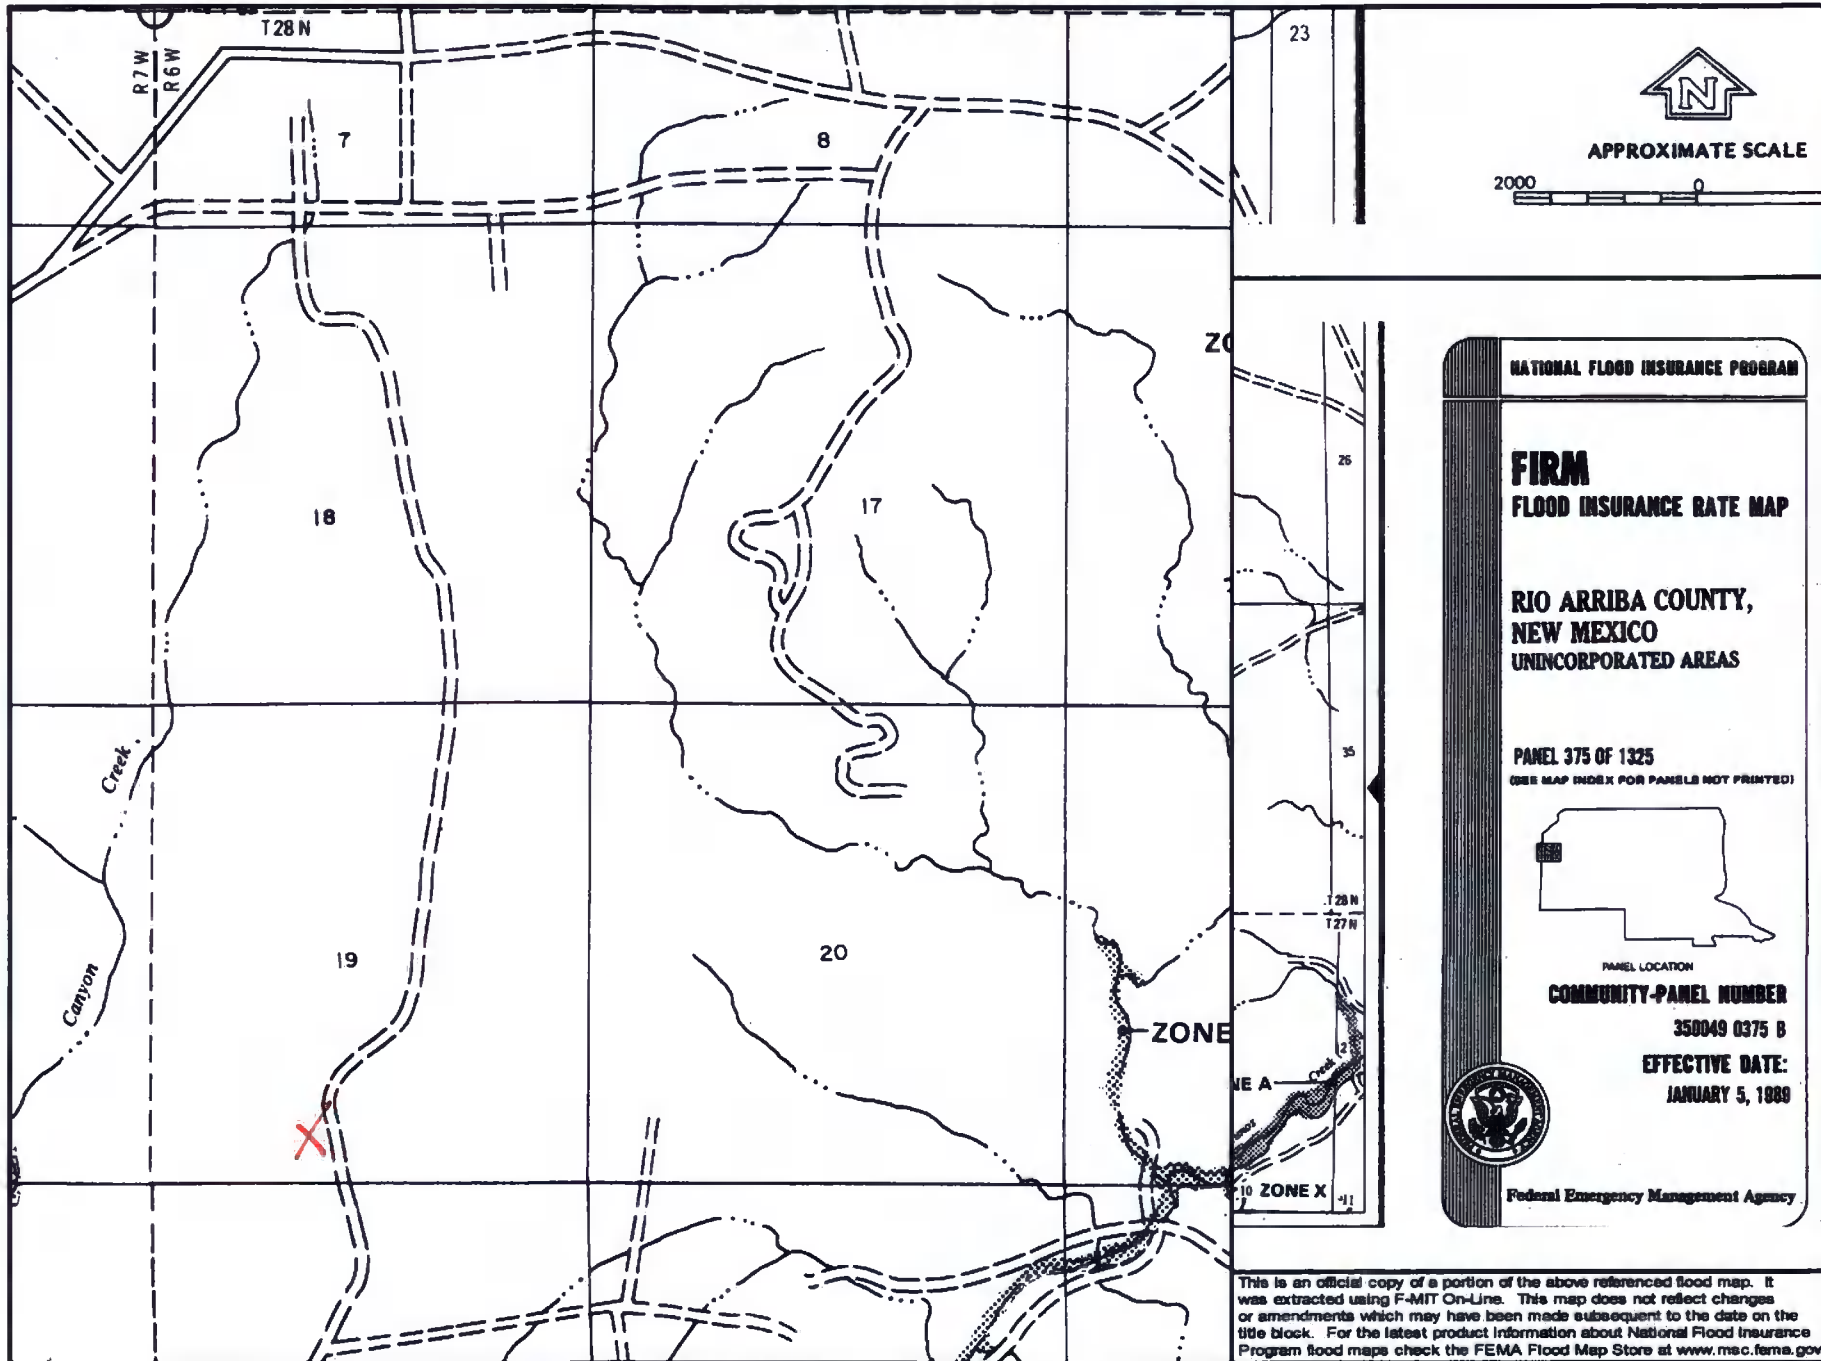 T28N
R7W
R6W
7
8
18
17
Creek
Canyon
19
20
ZONE
23
26
35
T28N
T27N
2
NE A
Creek
10
ZONE X
11
N
APPROXIMATE SCALE
2000
0
NATIONAL FLOOD INSURANCE PROGRAM
FIRM
FLOOD INSURANCE RATE MAP
RIO ARRIBA COUNTY,
NEW MEXICO
UNINCORPORATED AREAS
PANEL 375 OF 1325
(SEE MAP INDEX FOR PANELS NOT PRINTED)
PANEL LOCATION
COMMUNITY-PANEL NUMBER
350049 0375 B
EFFECTIVE DATE:
JANUARY 5, 1989
Federal Emergency Management Agency
This is an official copy of a portion of the above referenced flood map. It
was extracted using F-MIT On-Line. This map does not reflect changes
or amendments which may have been made subsequent to the date on the
title block. For the latest product information about National Flood Insurance
Program flood maps check the FEMA Flood Map Store at www.msc.fema.gov